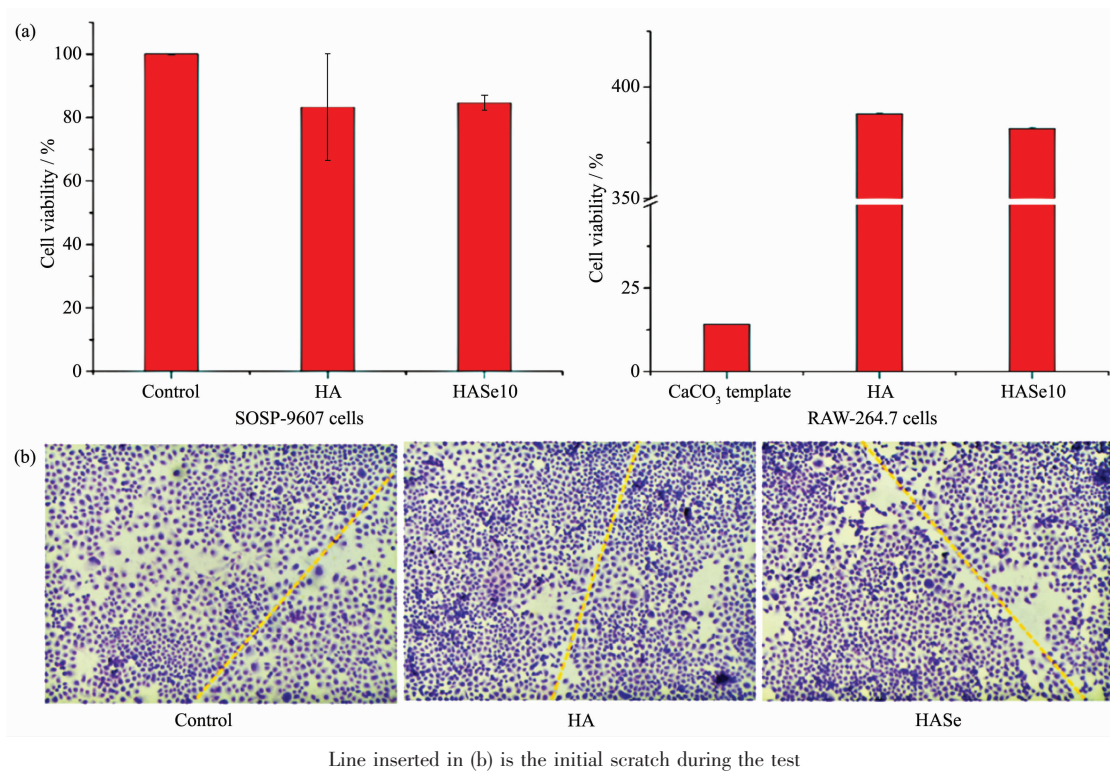 (a)
100
80
60
40
20
0
Cell viability / %
Control
HA
HASe10
SOSP-9607 cells
400
350
25
0
Cell viability / %
CaCO₃ template
HA
HASe10
RAW-264.7 cells
(b)
Control
HA
HASe
Line inserted in (b) is the initial scratch during the test